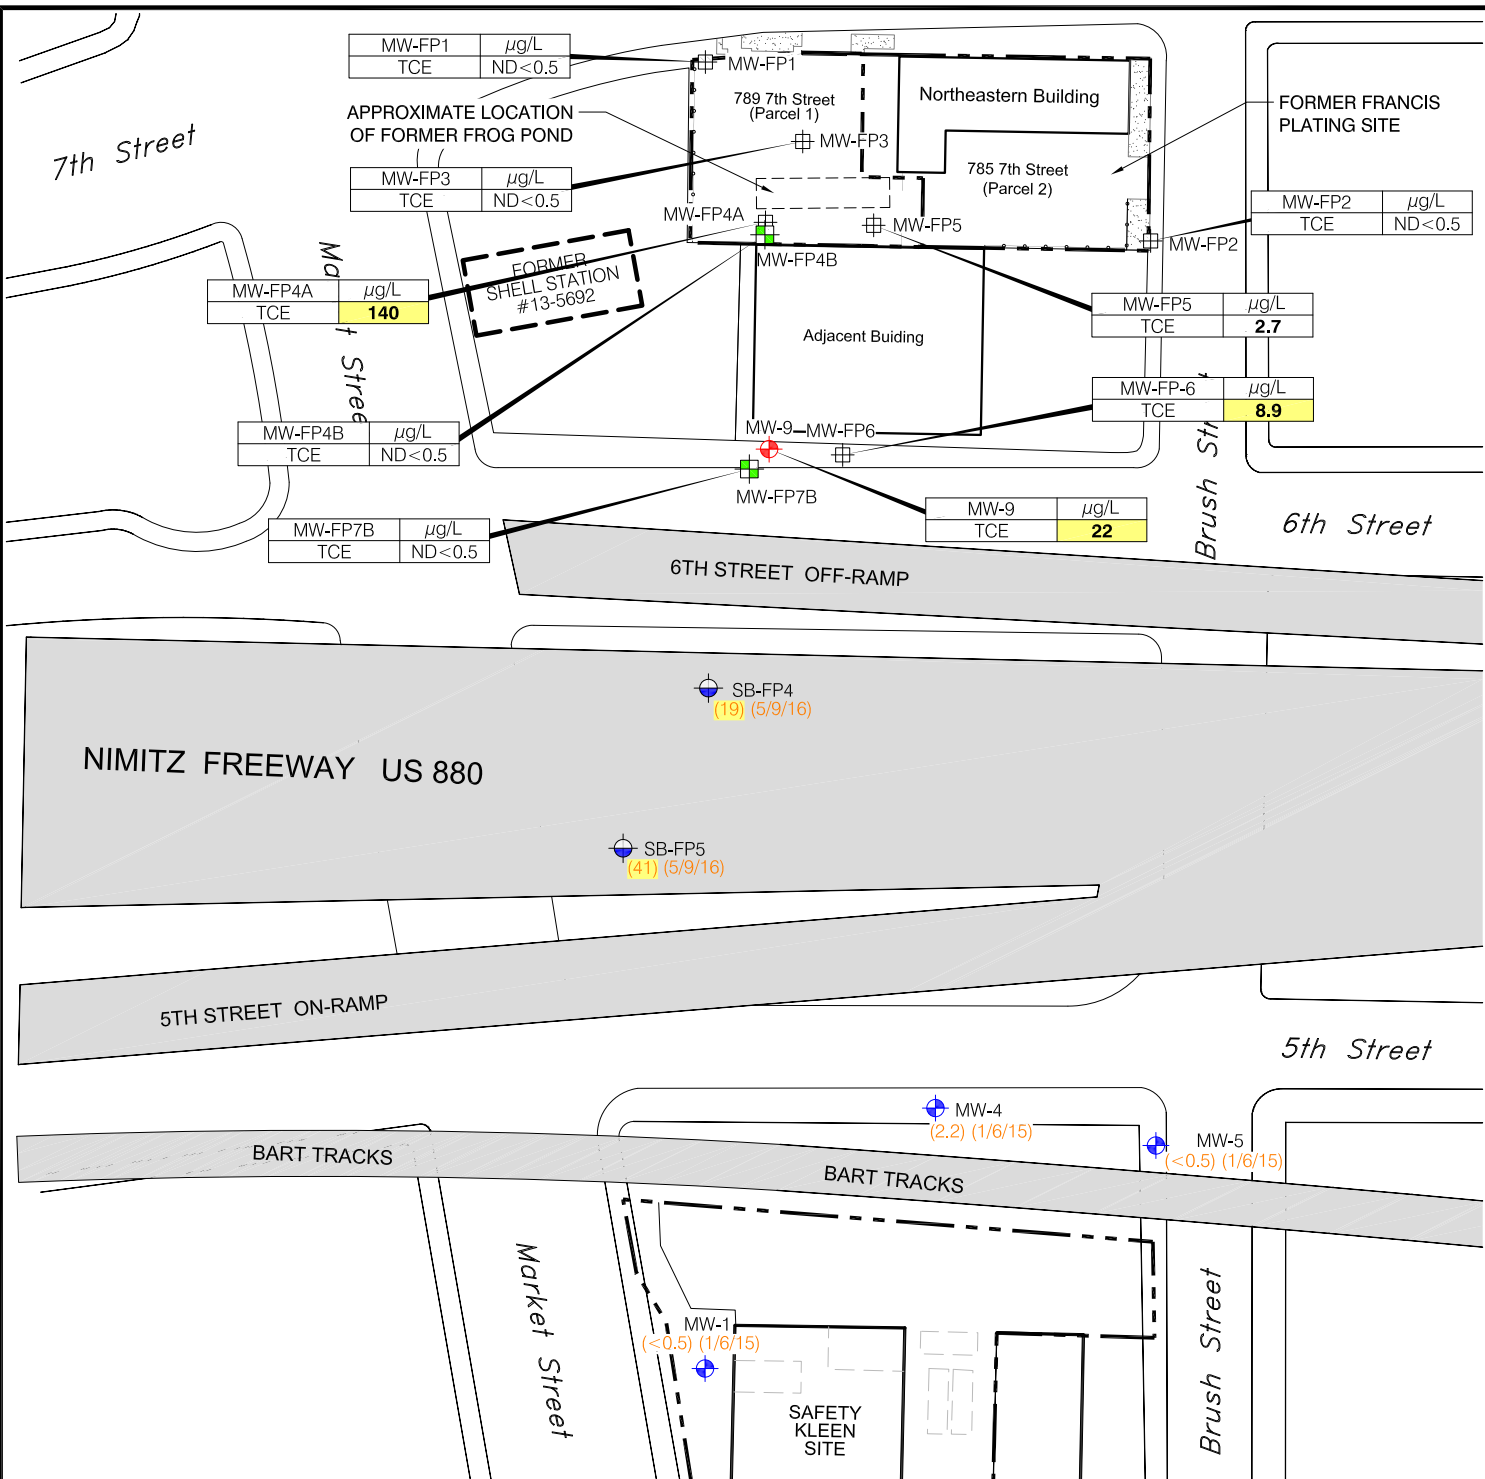 MW-FP1 µg/L
TCE ND<0.5
MW-FP1
789 7th Street
(Parcel 1)
Northeastern Building
FORMER FRANCIS
PLATING SITE
APPROXIMATE LOCATION
OF FORMER FROG POND
7th Street
MW-FP3
785 7th Street
(Parcel 2)
MW-FP3 µg/L
TCE ND<0.5
MW-FP2 µg/L
TCE ND<0.5
MW-FP4A
MW-FP5
MW-FP2
MW-FP4B
Market Street
FORMER
SHELL STATION
#13-5692
MW-FP4A µg/L
TCE 140
MW-FP5 µg/L
TCE 2.7
Adjacent Buiding
MW-FP-6 µg/L
TCE 8.9
MW-FP4B µg/L
TCE ND<0.5
MW-9
MW-FP6
MW-FP7B
Brush Street
MW-9 µg/L
TCE 22
6th Street
MW-FP7B µg/L
TCE ND<0.5
6TH STREET OFF-RAMP
SB-FP4
(19) (5/9/16)
NIMITZ FREEWAY US 880
SB-FP5
(41) (5/9/16)
5TH STREET ON-RAMP
5th Street
MW-4
(2.2) (1/6/15)
MW-5
(<0.5) (1/6/15)
BART TRACKS
BART TRACKS
Market Street
Brush Street
MW-1
(<0.5) (1/6/15)
SAFETY
KLEEN
SITE